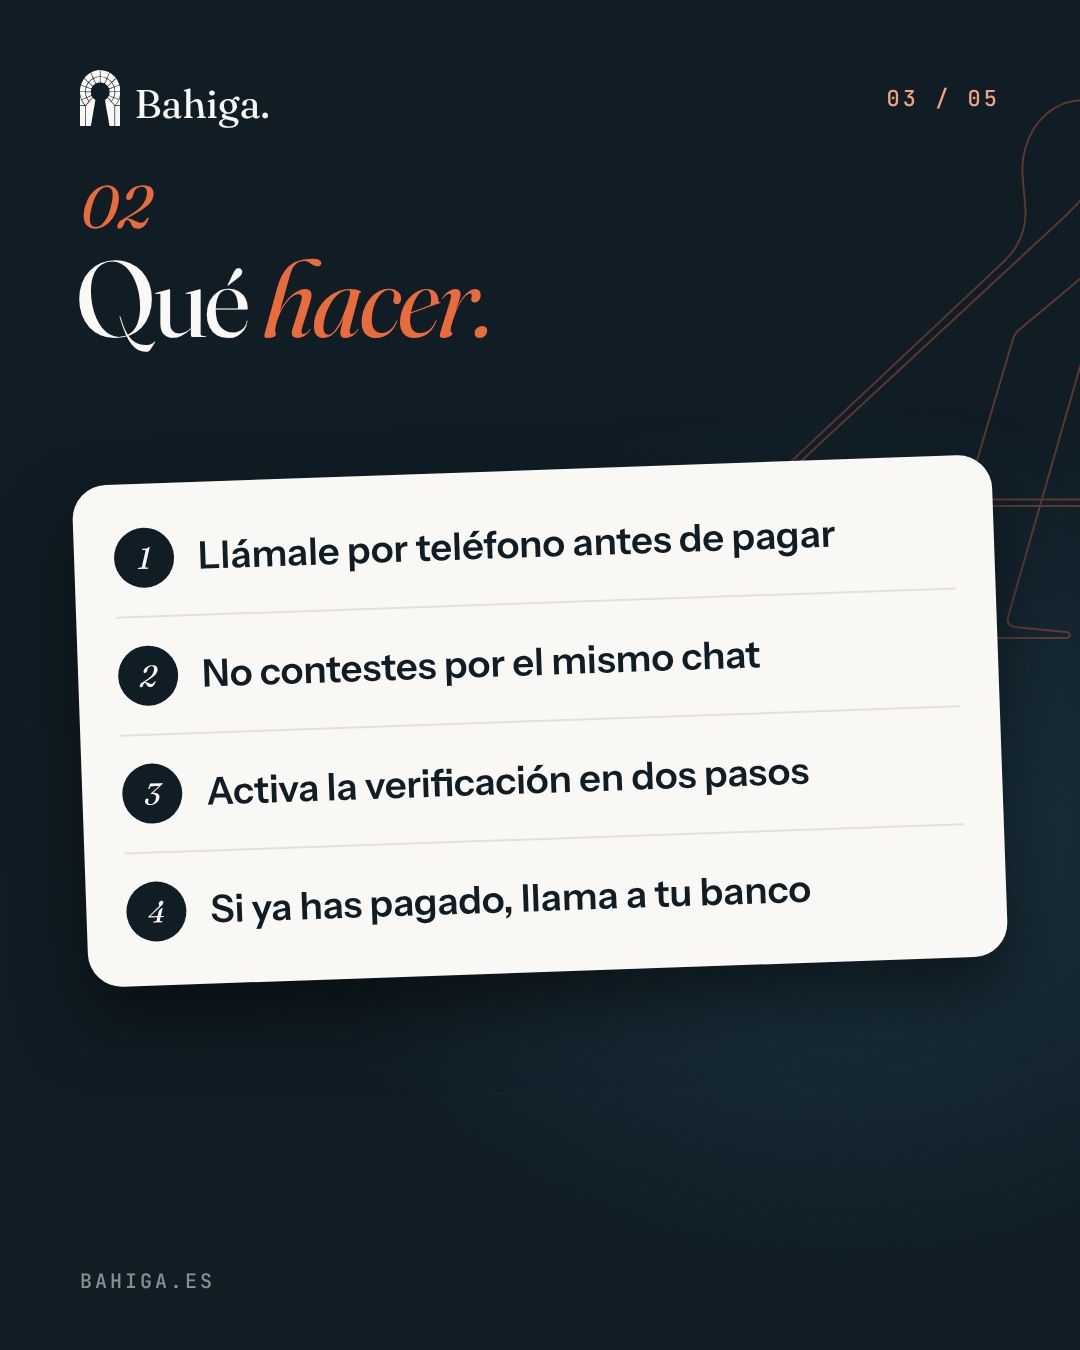 Bahiga.
03 / 05
02
Qué hacer.
1 Llámale por teléfono antes de pagar
2 No contestes por el mismo chat
3 Activa la verificación en dos pasos
4 Si ya has pagado, llama a tu banco
BAHIGA.ES